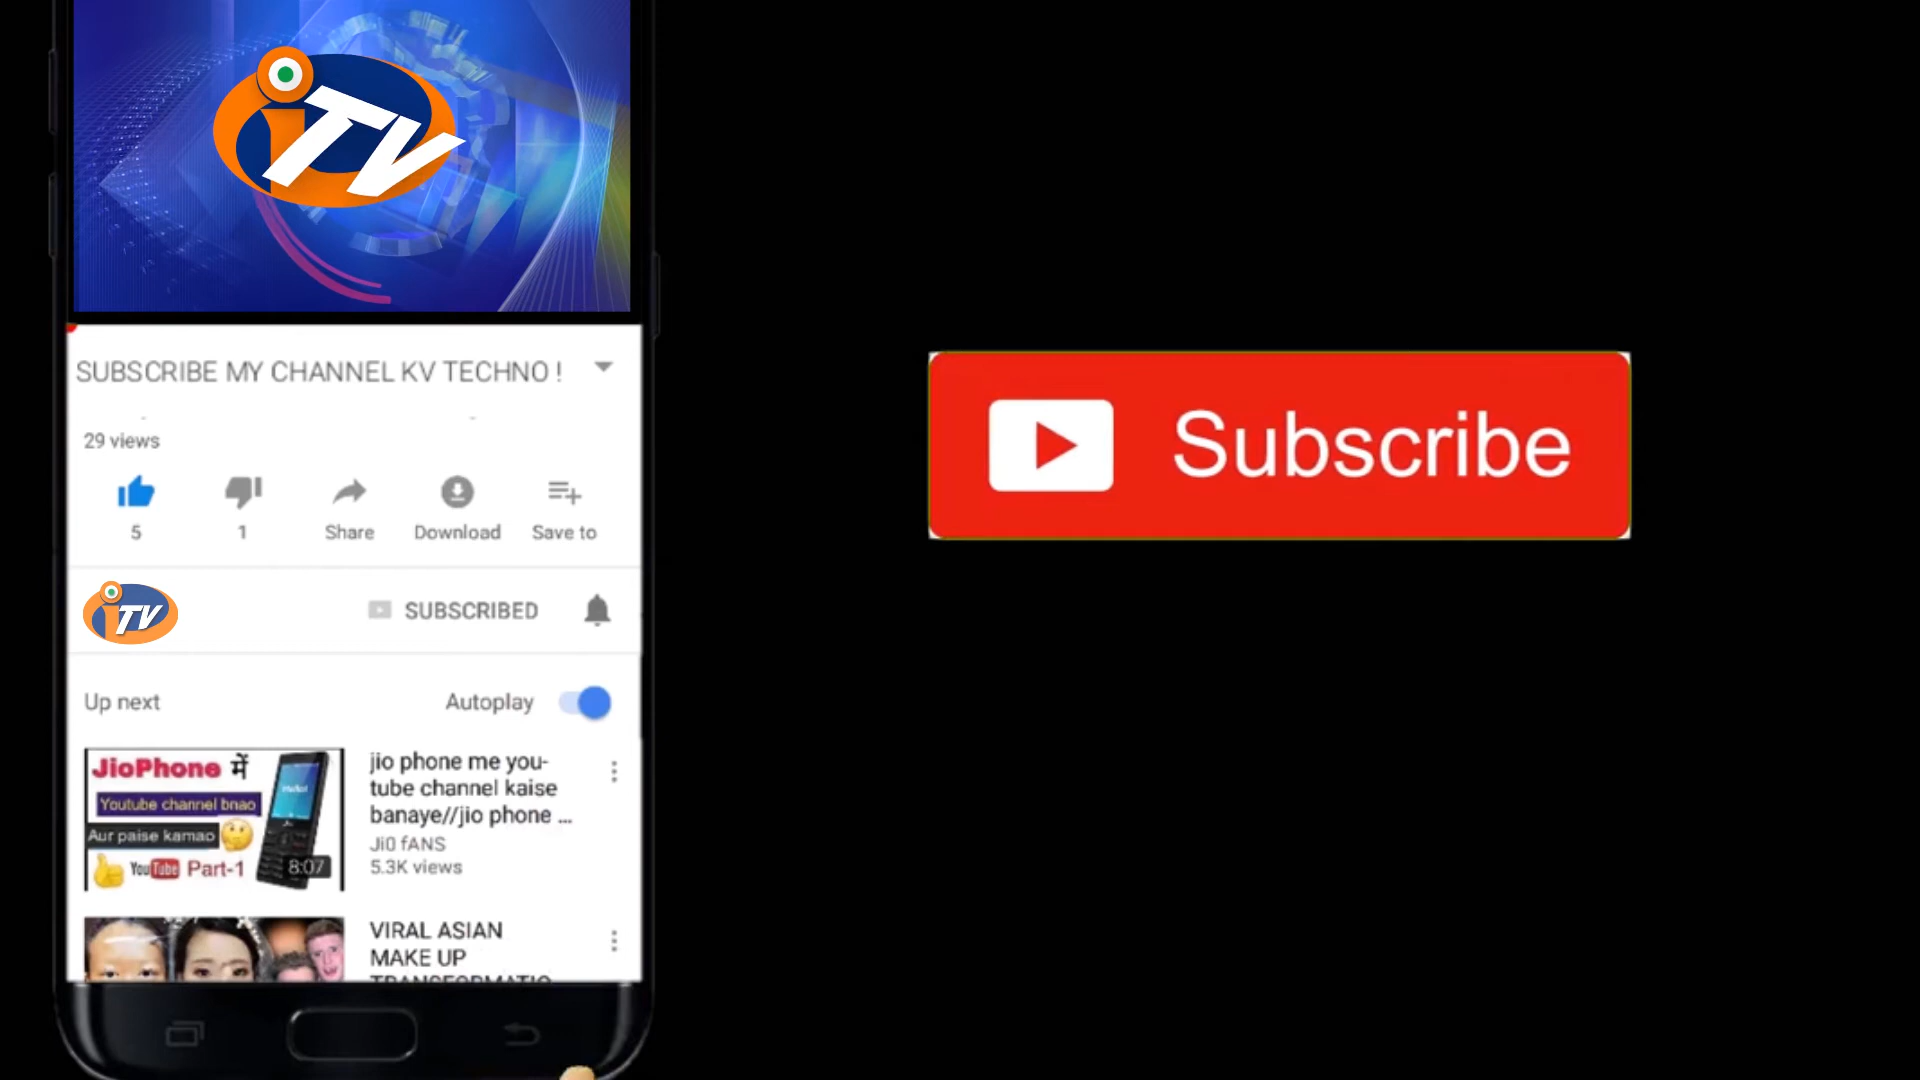 iTV
SUBSCRIBE MY CHANNEL KV TECHNO !
29 views
5
1
Share
Download
Save to
iTV
SUBSCRIBED
Up next
Autoplay
JioPhone में
Youtube channel bnao
Aur paise kamao
YouTube Part-1
8:07
jio phone me you-
tube channel kaise
banaye//jio phone ...
Ji0 fANS
5.3K views
VIRAL ASIAN
MAKE UP
TRANSFORMATIO
Subscribe